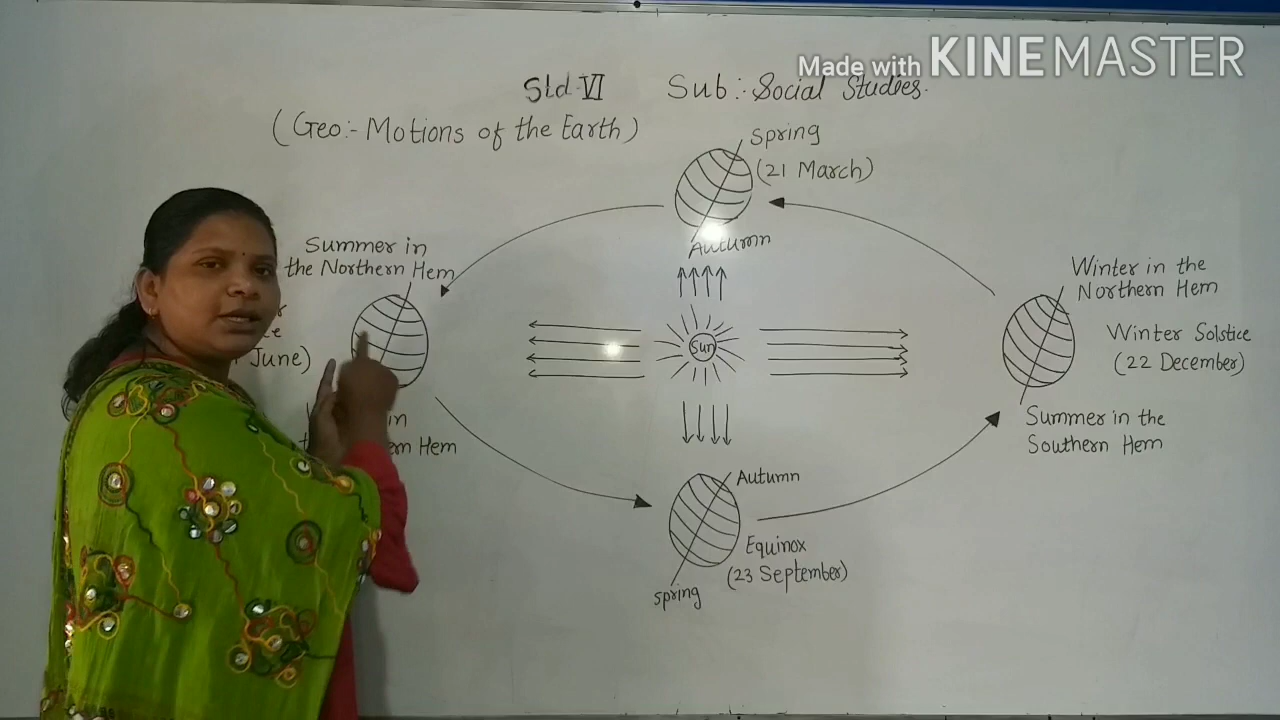 Made with KINEMASTER
Std. VI Sub :- Social Studies.
(Geo:- Motions of the Earth)
Spring
(21 March)
Autumn
Summer in
the Northern Hem
June)
in
Hem
Sun
Winter in the
Northern Hem
Winter Solstice
(22 December)
Summer in the
Southern Hem
Autumn
Equinox
(23 September)
spring